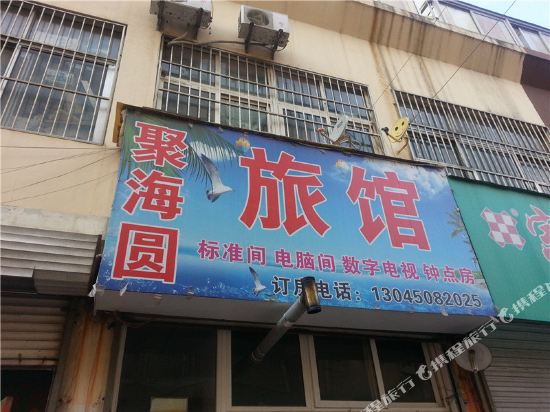 聚海圆
旅馆
标准间 电脑间 数字电视 钟点房
订房电话：13045082025
携程旅行